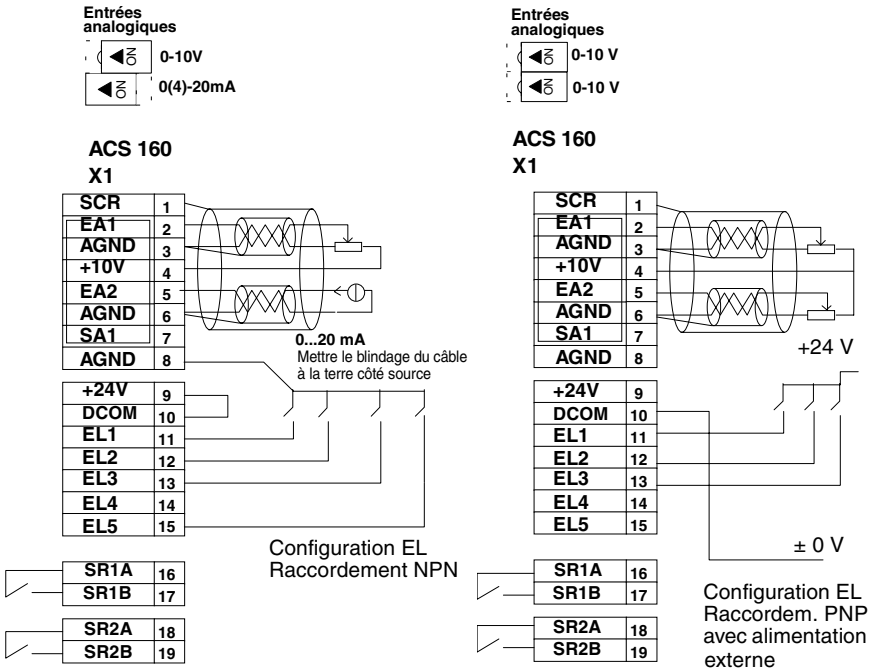 Entrées
analogiques
NO
0-10V
NO
0(4)-20mA
ACS 160
X1
SCR 1
EA1 2
AGND 3
+10V 4
EA2 5
AGND 6
SA1 7
AGND 8
0...20 mA
Mettre le blindage du câble
à la terre côté source
+24V 9
DCOM 10
EL1 11
EL2 12
EL3 13
EL4 14
EL5 15
Configuration EL
Raccordement NPN
SR1A 16
SR1B 17
SR2A 18
SR2B 19
Entrées
analogiques
NO
0-10 V
NO
0-10 V
ACS 160
X1
SCR 1
EA1 2
AGND 3
+10V 4
EA2 5
AGND 6
SA1 7
AGND 8
+24 V
+24V 9
DCOM 10
EL1 11
EL2 12
EL3 13
EL4 14
EL5 15
± 0 V
SR1A 16
SR1B 17
SR2A 18
SR2B 19
Configuration EL
Raccordem. PNP
avec alimentation
externe